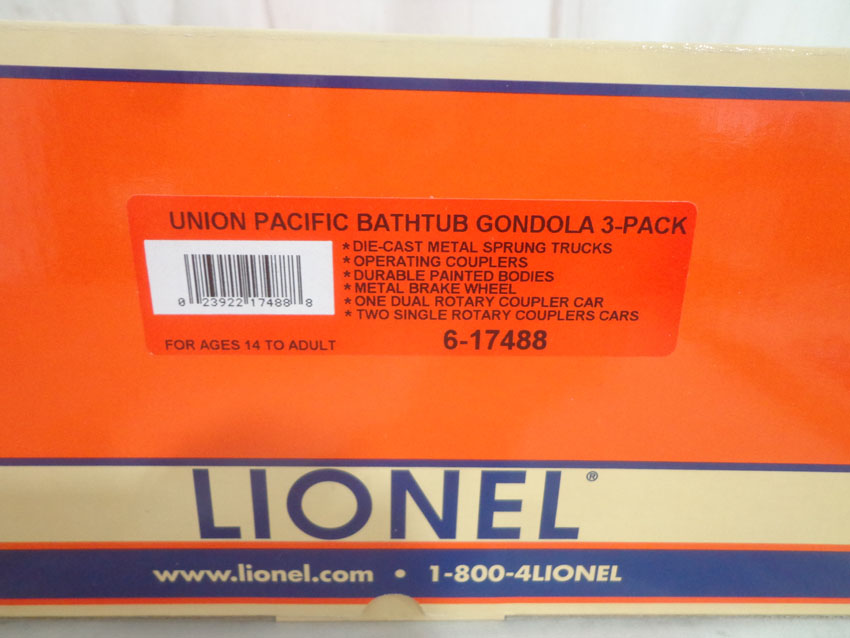 UNION PACIFIC BATHTUB GONDOLA 3-PACK
* DIE-CAST METAL SPRUNG TRUCKS
* OPERATING COUPLERS
* DURABLE PAINTED BODIES
* METAL BRAKE WHEEL
* ONE DUAL ROTARY COUPLER CAR
* TWO SINGLE ROTARY COUPLERS CARS
0 23922 17488 8
FOR AGES 14 TO ADULT 6-17488
LIONEL®
www.lionel.com • 1-800-4LIONEL